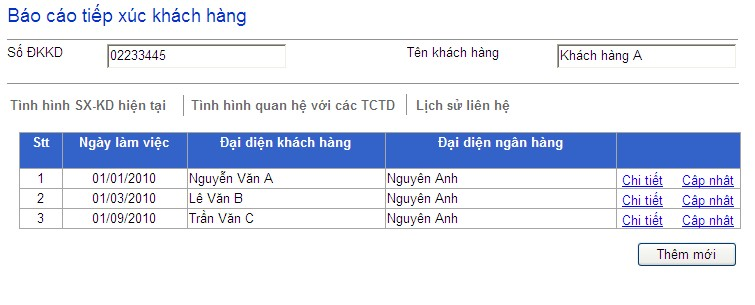 Báo cáo tiếp xúc khách hàng
Số ĐKKD 02233445 Tên khách hàng Khách hàng A
Tình hình SX-KD hiện tại Tình hình quan hệ với các TCTD Lịch sử liên hệ
Stt Ngày làm việc Đại diện khách hàng Đại diện ngân hàng
1 01/01/2010 Nguyễn Văn A Nguyên Anh Chi tiết Cập nhật
2 01/03/2010 Lê Văn B Nguyên Anh Chi tiết Cập nhật
3 01/09/2010 Trần Văn C Nguyên Anh Chi tiết Cập nhật
Thêm mới